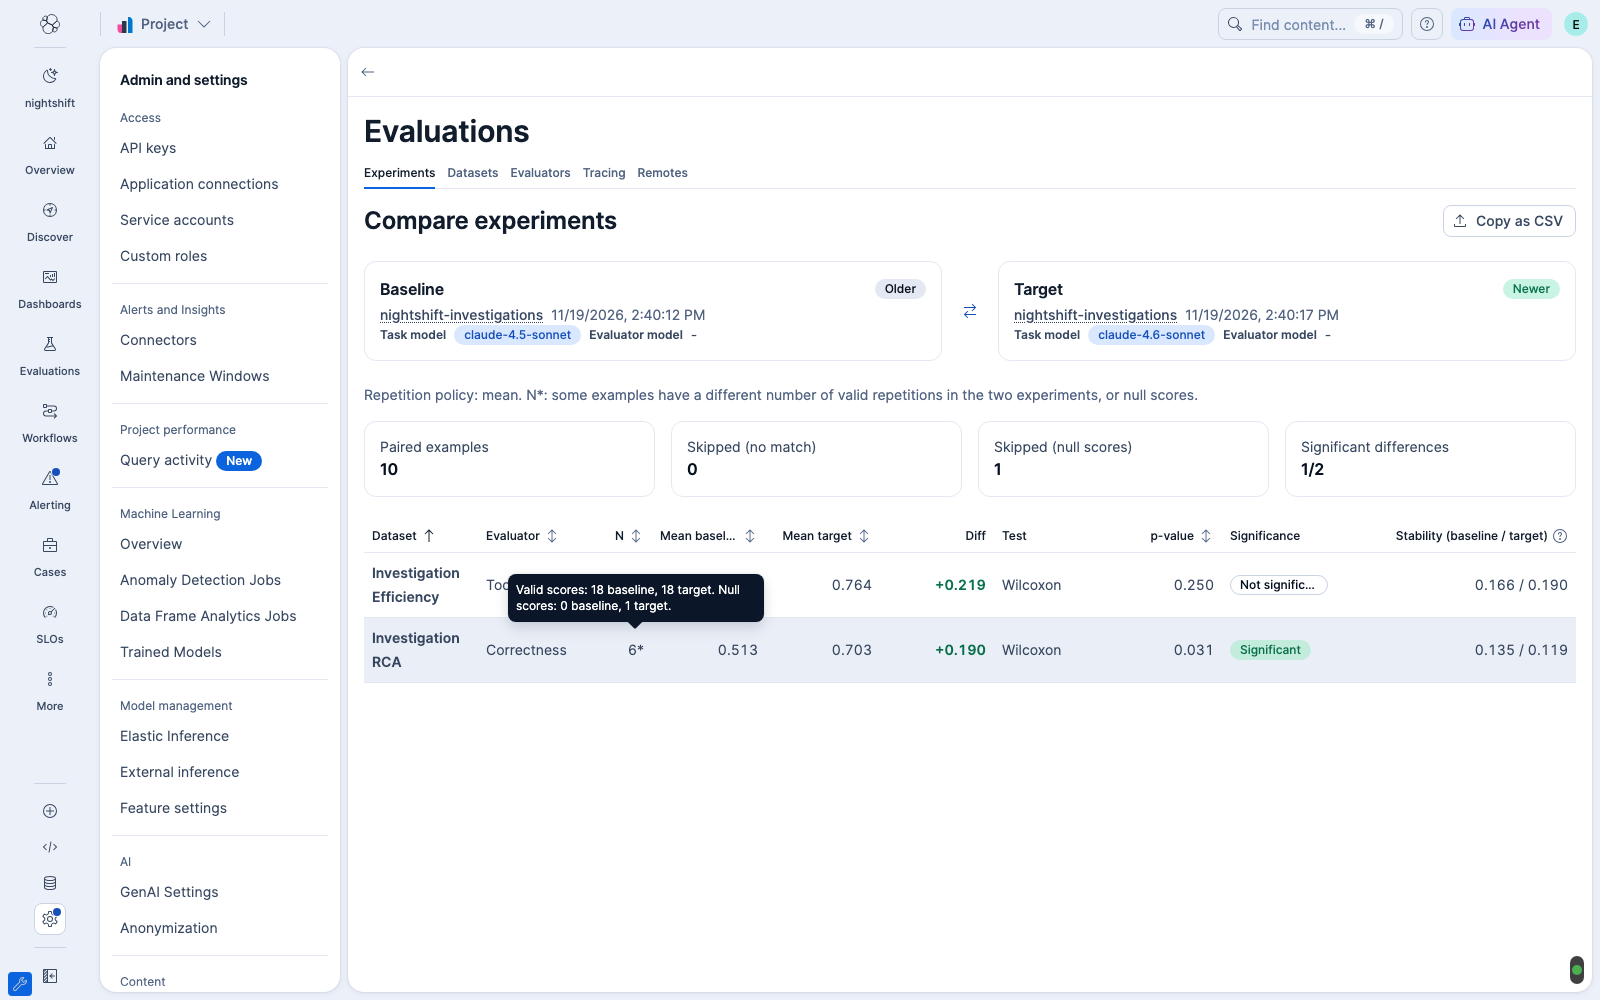 Project
Find content...
⌘ /
AI Agent
E
nightshift
Overview
Discover
Dashboards
Evaluations
Workflows
Alerting
Cases
SLOs
More
Admin and settings
Access
API keys
Application connections
Service accounts
Custom roles
Alerts and Insights
Connectors
Maintenance Windows
Project performance
Query activity New
Machine Learning
Overview
Anomaly Detection Jobs
Data Frame Analytics Jobs
Trained Models
Model management
Elastic Inference
External inference
Feature settings
AI
GenAI Settings
Anonymization
Content
Evaluations
Experiments Datasets Evaluators Tracing Remotes
Compare experiments
Copy as CSV
Baseline
Older
nightshift-investigations 11/19/2026, 2:40:12 PM
Task model claude-4.5-sonnet Evaluator model -
Target
Newer
nightshift-investigations 11/19/2026, 2:40:17 PM
Task model claude-4.6-sonnet Evaluator model -
Repetition policy: mean. N*: some examples have a different number of valid repetitions in the two experiments, or null scores.
Paired examples
10
Skipped (no match)
0
Skipped (null scores)
1
Significant differences
1/2
Dataset Evaluator N Mean basel... Mean target Diff Test p-value Significance Stability (baseline / target)
Investigation
Efficiency
0.764 +0.219 Wilcoxon 0.250 Not signific... 0.166 / 0.190
Valid scores: 18 baseline, 18 target. Null
scores: 0 baseline, 1 target.
Investigation
RCA
Correctness 6* 0.513 0.703 +0.190 Wilcoxon 0.031 Significant 0.135 / 0.119